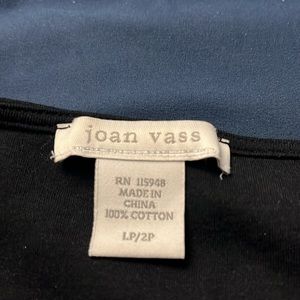 joan vass
RN 115948
MADE IN
CHINA
100% COTTON
LP/2P